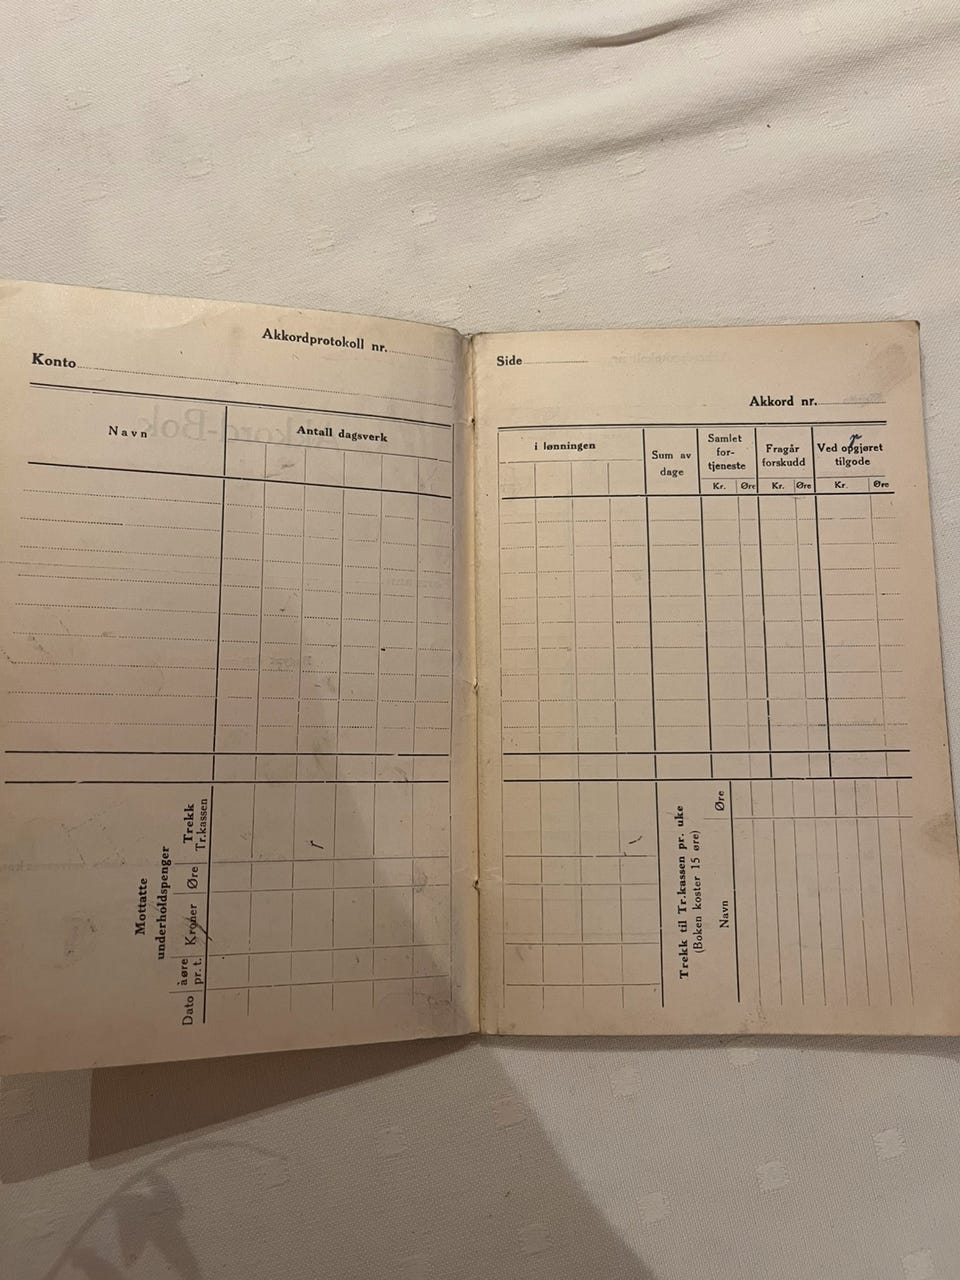 Akkordprotokoll nr.
Konto
Navn
Antall dagsverk
Mottatte
underholdspenger
Dato
à øre
pr. t.
Kroner
Øre
Trekk
Tr.kassen
Side
Akkord nr.
i lønningen
Sum av
dage
Samlet
for-
tjeneste
Fragår
forskudd
Ved opgjøret
tilgode
Kr. Øre Kr. Øre Kr. Øre
Trekk til Tr.kassen pr. uke
(Boken koster 15 øre)
Navn
Øre